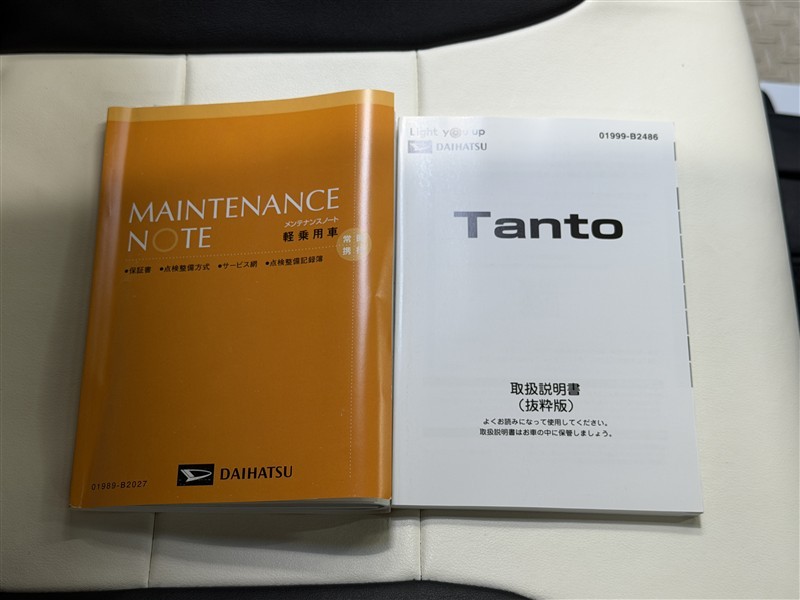 MAINTENANCE
NOTE
メンテナンスノート
軽乗用車
常
携
•保証書 •点検整備方式 •サービス網 •点検整備記録簿
DAIHATSU
01989-B2027
Light you up
DAIHATSU
01999-B2486
Tanto
取扱説明書
(抜粋版)
よくお読みになって使用してください。
取扱説明書はお車の中に保管しましょう。